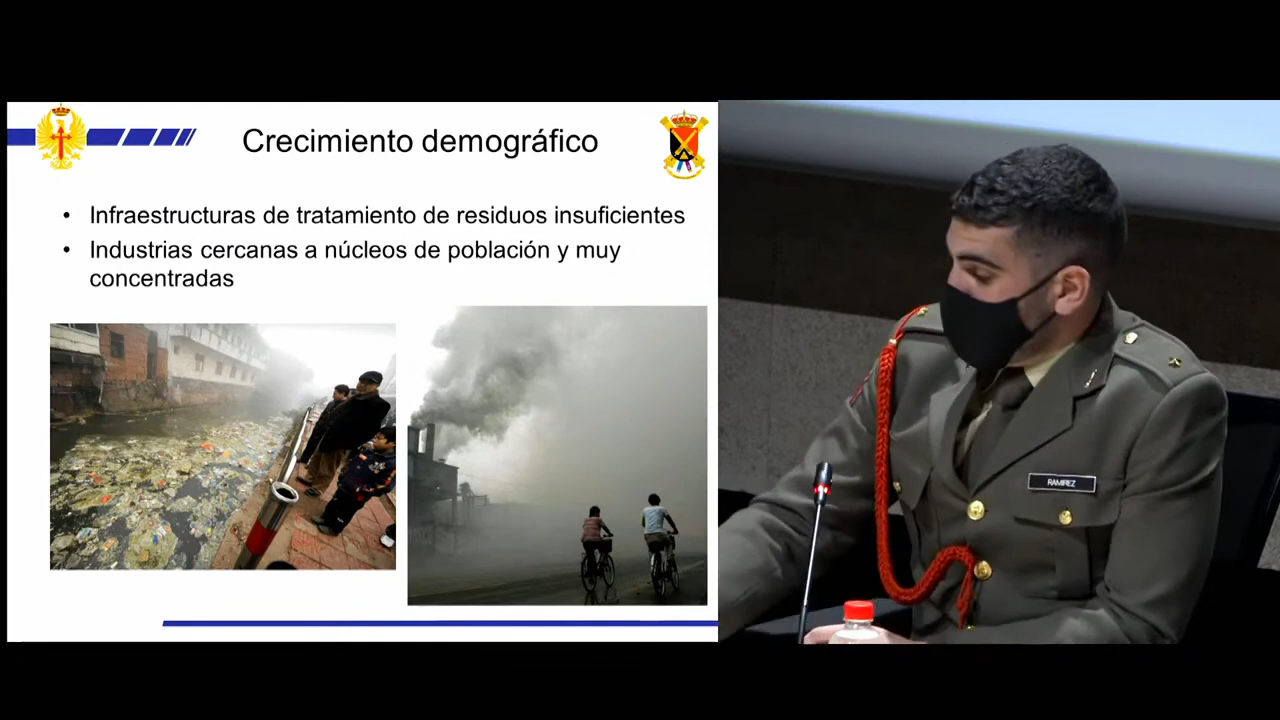 Crecimiento demográfico
• Infraestructuras de tratamiento de residuos insuficientes
• Industrias cercanas a núcleos de población y muy
concentradas
RAMIREZ